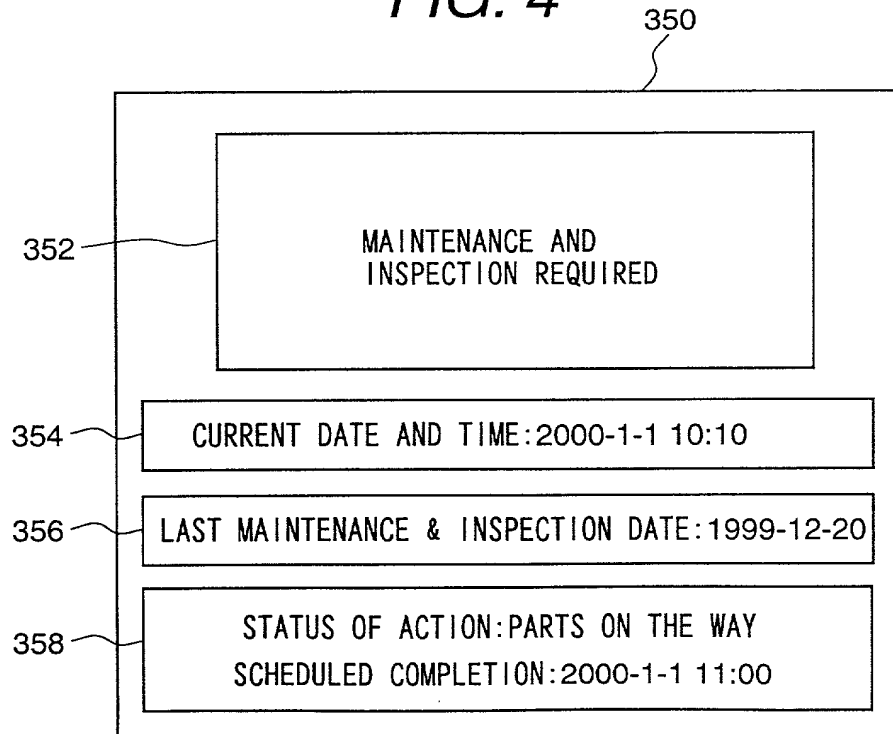 FIG. 4
350
352
MAINTENANCE AND
INSPECTION REQUIRED
354
CURRENT DATE AND TIME:2000-1-1 10:10
356
LAST MAINTENANCE & INSPECTION DATE:1999-12-20
358
STATUS OF ACTION:PARTS ON THE WAY
SCHEDULED COMPLETION:2000-1-1 11:00